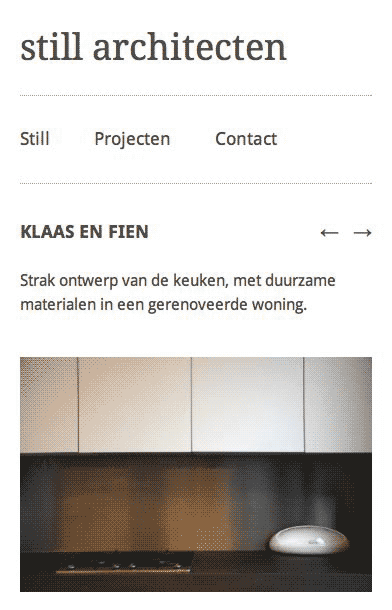 still architecten
Still Projecten Contact
KLAAS EN FIEN ← →
Strak ontwerp van de keuken, met duurzame
materialen in een gerenoveerde woning.